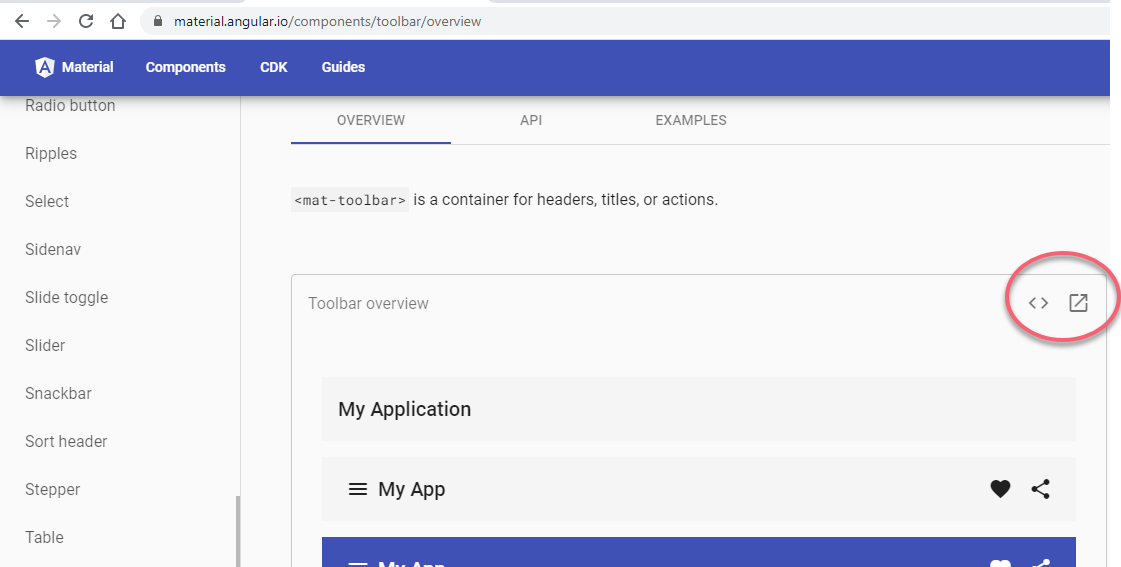 material.angular.io/components/toolbar/overview
Material Components CDK Guides
Radio button
Ripples
Select
Sidenav
Slide toggle
Slider
Snackbar
Sort header
Stepper
Table
OVERVIEW API EXAMPLES
<mat-toolbar> is a container for headers, titles, or actions.
Toolbar overview
My Application
My App
My App